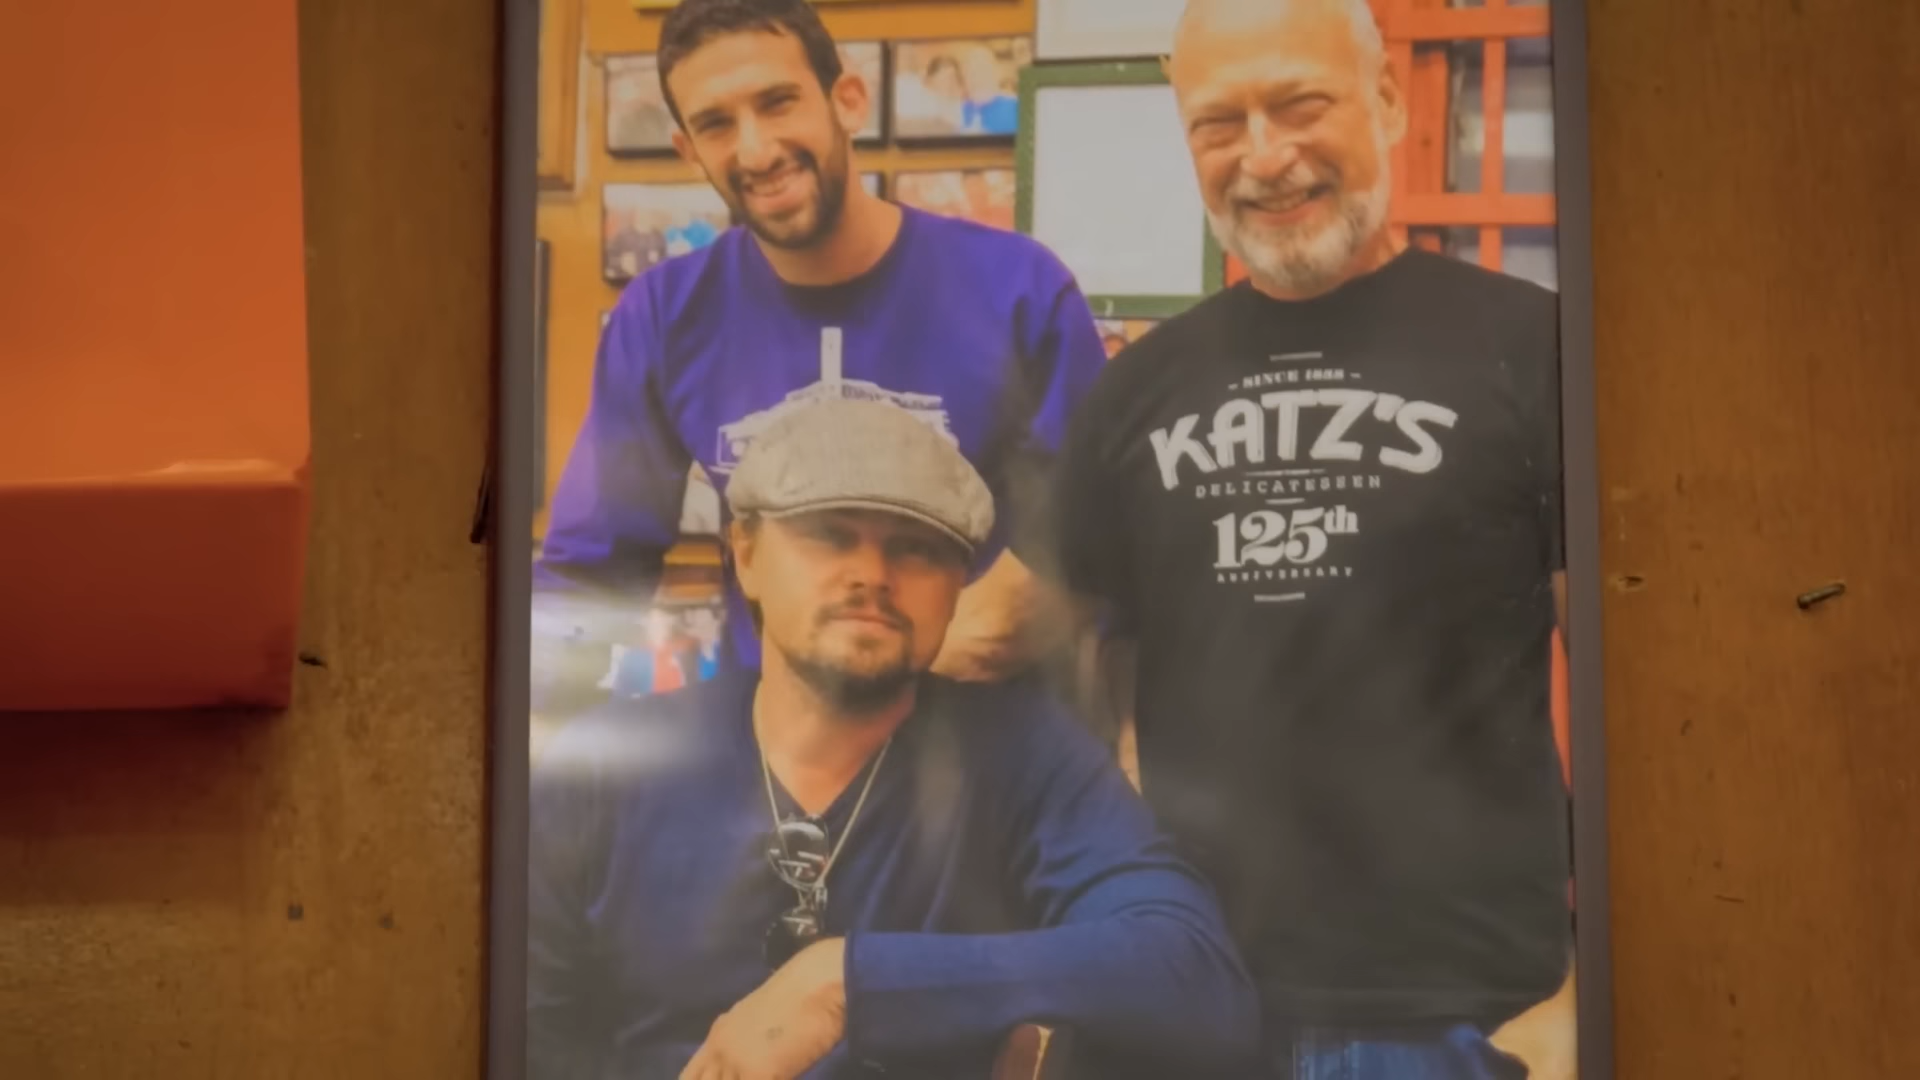 SINCE 1888
KATZ'S
DELICATESSEN
125th
ANNIVERSARY